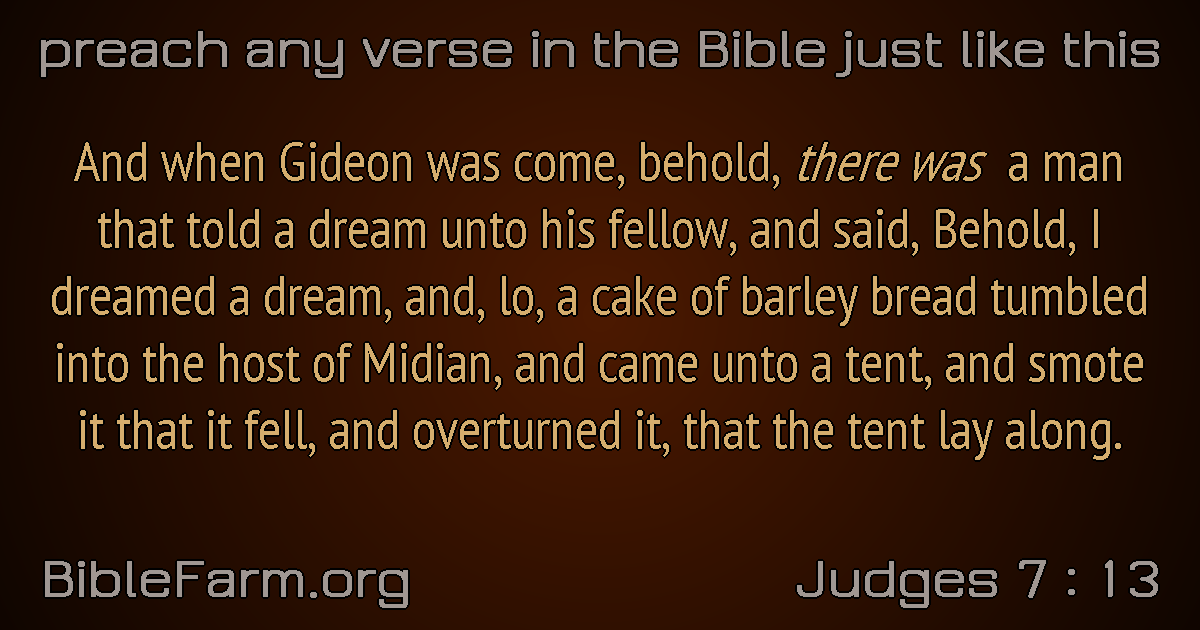 preach any verse in the Bible just like this
And when Gideon was come, behold, there was a man
that told a dream unto his fellow, and said, Behold, I
dreamed a dream, and, lo, a cake of barley bread tumbled
into the host of Midian, and came unto a tent, and smote
it that it fell, and overturned it, that the tent lay along.
BibleFarm.org
Judges 7 : 13